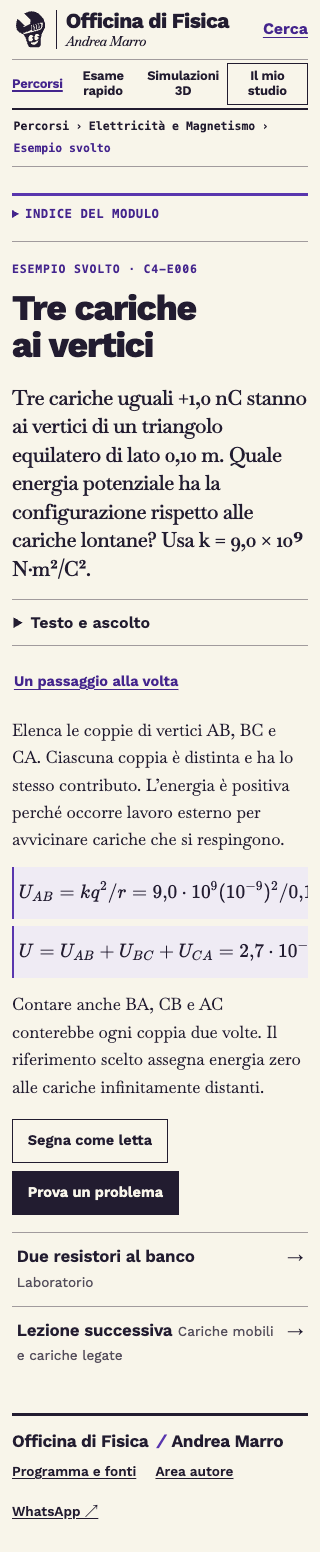 Officina di Fisica
Andrea Marro
Cerca
Percorsi
Esame rapido
Simulazioni 3D
Il mio studio
Percorsi › Elettricità e Magnetismo ›
Esempio svolto
▶ INDICE DEL MODULO
ESEMPIO SVOLTO · C4–E006
Tre cariche
ai vertici
Tre cariche uguali +1,0 nC stanno
ai vertici di un triangolo
equilatero di lato 0,10 m. Quale
energia potenziale ha la
configurazione rispetto alle
cariche lontane? Usa k = 9,0 × 10⁹
N·m²/C².
▶ Testo e ascolto
Un passaggio alla volta
Elenca le coppie di vertici AB, BC e
CA. Ciascuna coppia è distinta e ha lo
stesso contributo. L’energia è positiva
perché occorre lavoro esterno per
avvicinare cariche che si respingono.
U_AB = kq²/r = 9,0 · 10⁹(10⁻⁹)²/0,1
U = U_AB + U_BC + U_CA = 2,7 · 10⁻
Contare anche BA, CB e AC
conterebbe ogni coppia due volte. Il
riferimento scelto assegna energia zero
alle cariche infinitamente distanti.
Segna come letta
Prova un problema
Due resistori al banco →
Laboratorio
Lezione successiva Cariche mobili →
e cariche legate
Officina di Fisica / Andrea Marro
Programma e fonti Area autore
WhatsApp ↗